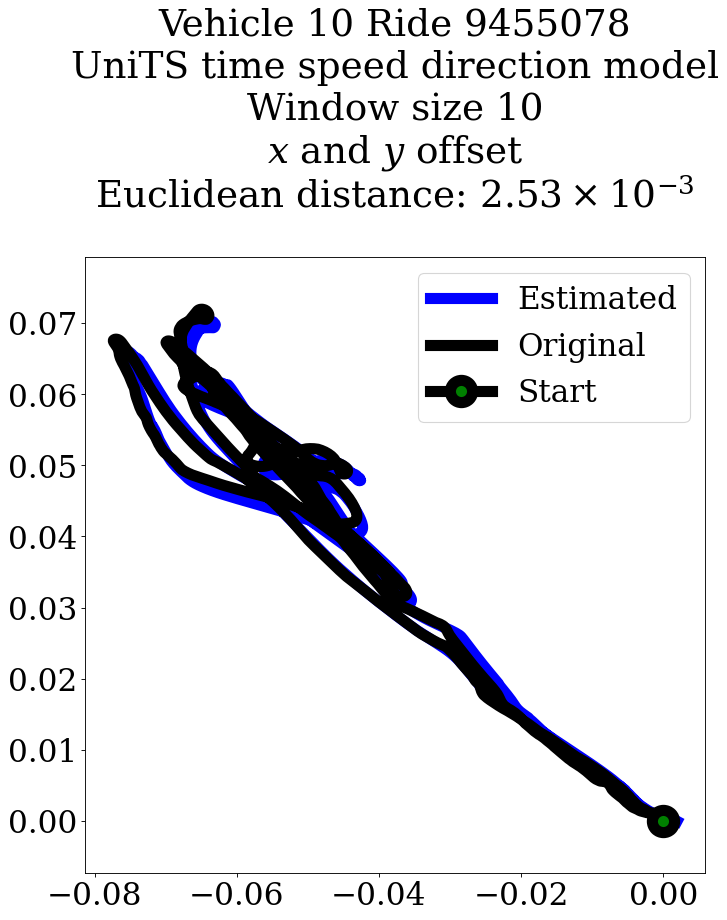 Vehicle 10 Ride 9455078
UniTS time speed direction model
Window size 10
x and y offset
Euclidean distance: 2.53 × 10⁻³
Estimated
Original
Start
0.07
0.06
0.05
0.04
0.03
0.02
0.01
0.00
−0.08 −0.06 −0.04 −0.02 0.00